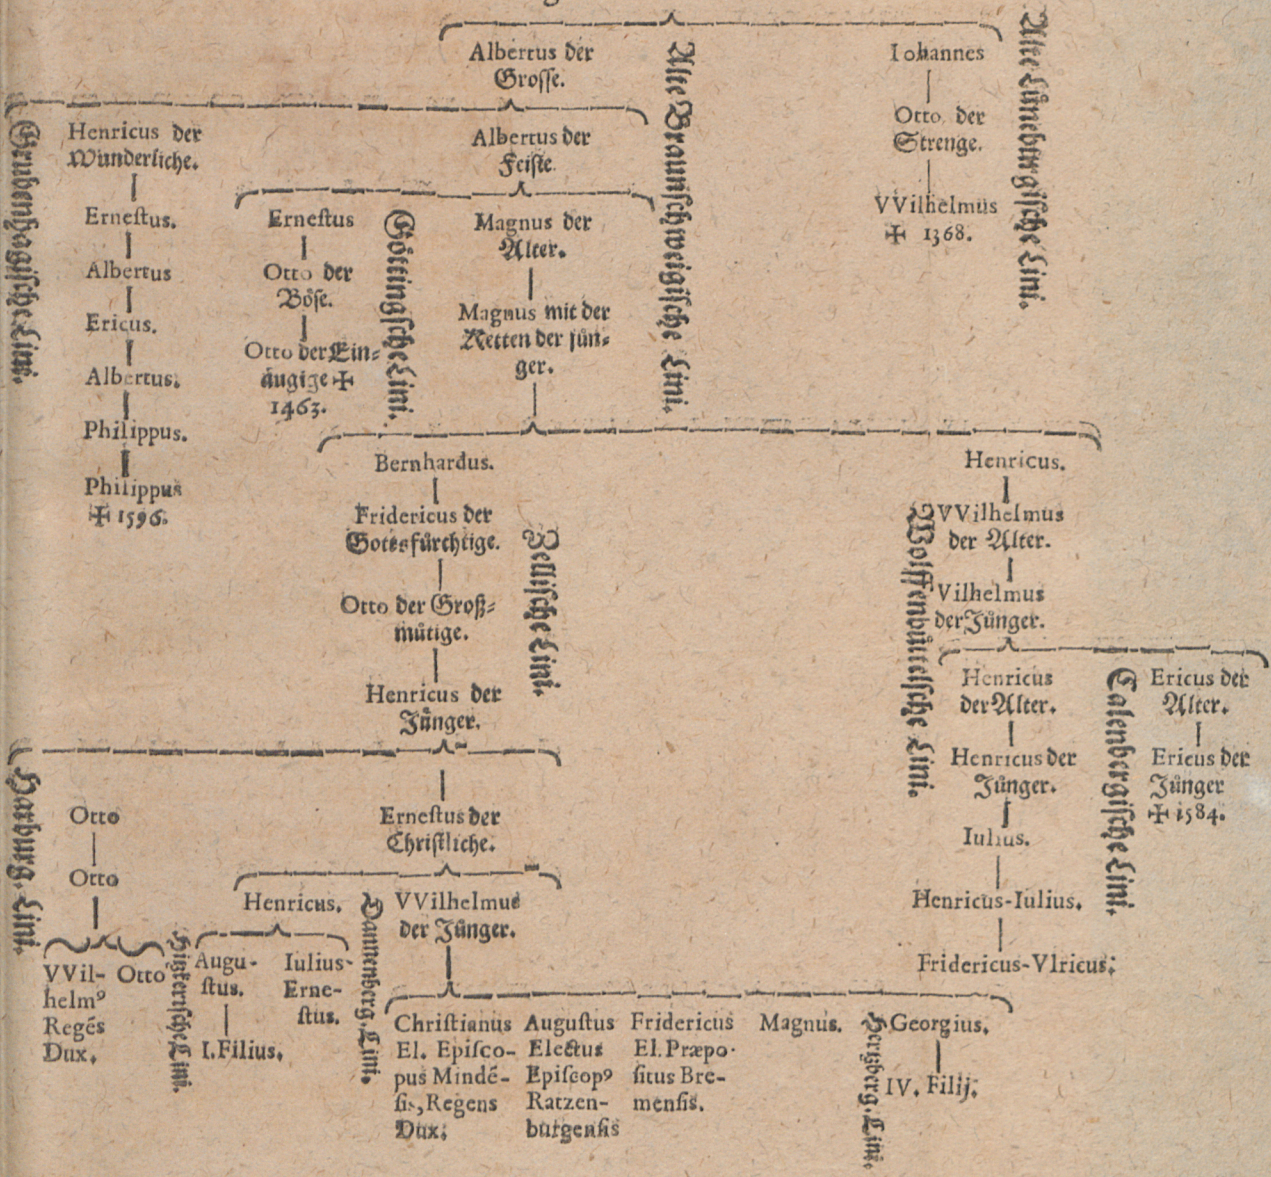 Albertus der
Grosse.
Alte Braunschweigische Lini.
Iohannes
Otto der
Strenge.
VVilhelmus
✠ 1368.
Alte Lüneburgische Lini.
Grubenhagische Lini.
Henricus der
Wunderliche.
Ernestus.
Albertus
Ericus.
Albertus.
Philippus.
Philippus
✠ 1596.
Albertus der
Feiste.
Ernestus
Otto der
Böse.
Otto der Ein⸗
äugige ✠
1463.
Göttingsche Lini.
Magnus der
Alter.
Magnus mit der
Ketten der jün⸗
ger.
Bernhardus.
Fridericus der
Gottsfürchtige.
Otto der Groß⸗
mütige.
Henricus der
Jünger.
Zellische Lini.
Henricus.
VVilhelmus
der Alter.
Vilhelmus
der Jünger.
Wolffenbüttelsche Lini.
Henricus
der Alter.
Henricus der
Jünger.
Iulius.
Henricus-Iulius.
Fridericus-Vlricus.
Calenbergische Lini.
Ericus der
Alter.
Ericus der
Jünger
✠ 1584.
Harburg. Lini.
Otto
Otto
VVil-
helmꝰ
Regēs
Dux.
Otto
Ernestus der
Christliche.
Henricus.
Augu-
stus.
I. Filius.
Iulius-
Erne-
stus.
Dannenberg. Lini.
VVilhelmus
der Jünger.
Christianus
El. Episco-
pus Mindē-
sis, Regens
Dux.
Augustus
Electus
Episcopꝰ
Ratzen-
burgensis
Fridericus
El. Præpo-
situs Bre-
mensis.
Magnus.
Georgius.
IV. Filij.